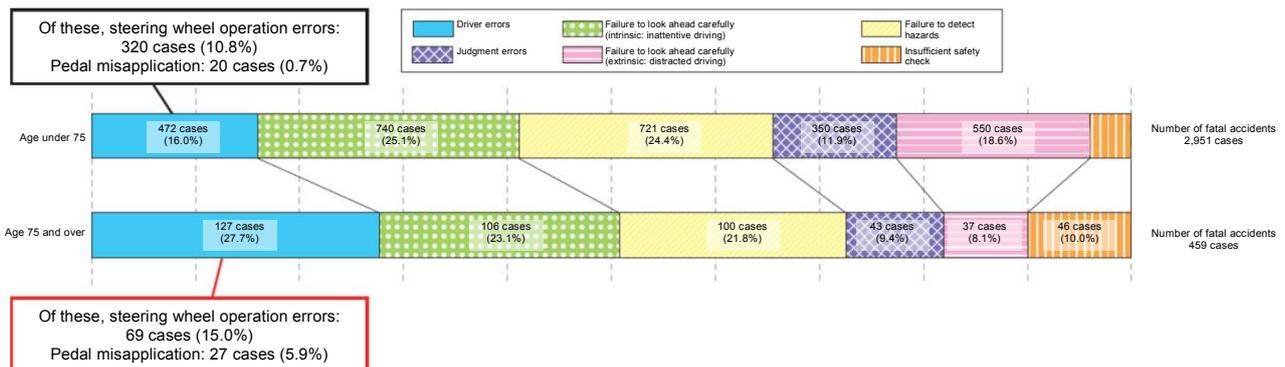 Of these, steering wheel operation errors:
320 cases (10.8%)
Pedal misapplication: 20 cases (0.7%)
Driver errors
Failure to look ahead carefully
(intrinsic: inattentive driving)
Failure to detect
hazards
Judgment errors
Failure to look ahead carefully
(extrinsic: distracted driving)
Insufficient safety
check
Age under 75
472 cases
(16.0%)
740 cases
(25.1%)
721 cases
(24.4%)
350 cases
(11.9%)
550 cases
(18.6%)
Number of fatal accidents
2,951 cases
Age 75 and over
127 cases
(27.7%)
106 cases
(23.1%)
100 cases
(21.8%)
43 cases
(9.4%)
37 cases
(8.1%)
46 cases
(10.0%)
Number of fatal accidents
459 cases
Of these, steering wheel operation errors:
69 cases (15.0%)
Pedal misapplication: 27 cases (5.9%)